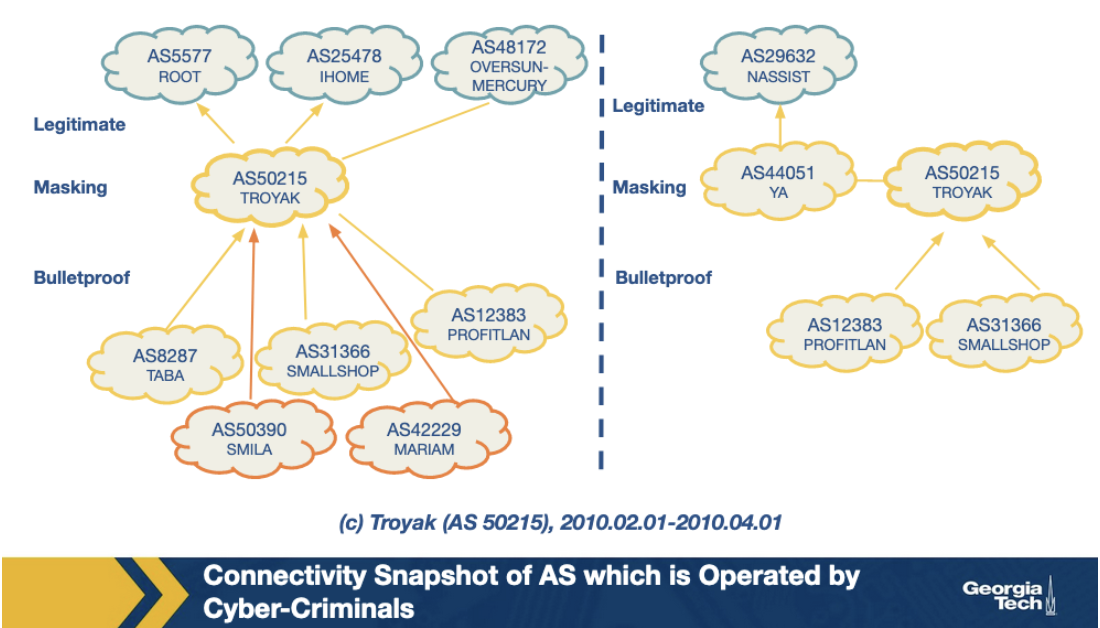 AS5577
ROOT
AS25478
IHOME
AS48172
OVERSUN-
MERCURY
Legitimate
Masking
AS50215
TROYAK
Bulletproof
AS12383
PROFITLAN
AS8287
TABA
AS31366
SMALLSHOP
AS50390
SMILA
AS42229
MARIAM
AS29632
NASSIST
Legitimate
Masking
AS44051
YA
AS50215
TROYAK
Bulletproof
AS12383
PROFITLAN
AS31366
SMALLSHOP
(c) Troyak (AS 50215), 2010.02.01-2010.04.01
Connectivity Snapshot of AS which is Operated by
Cyber-Criminals
Georgia
Tech